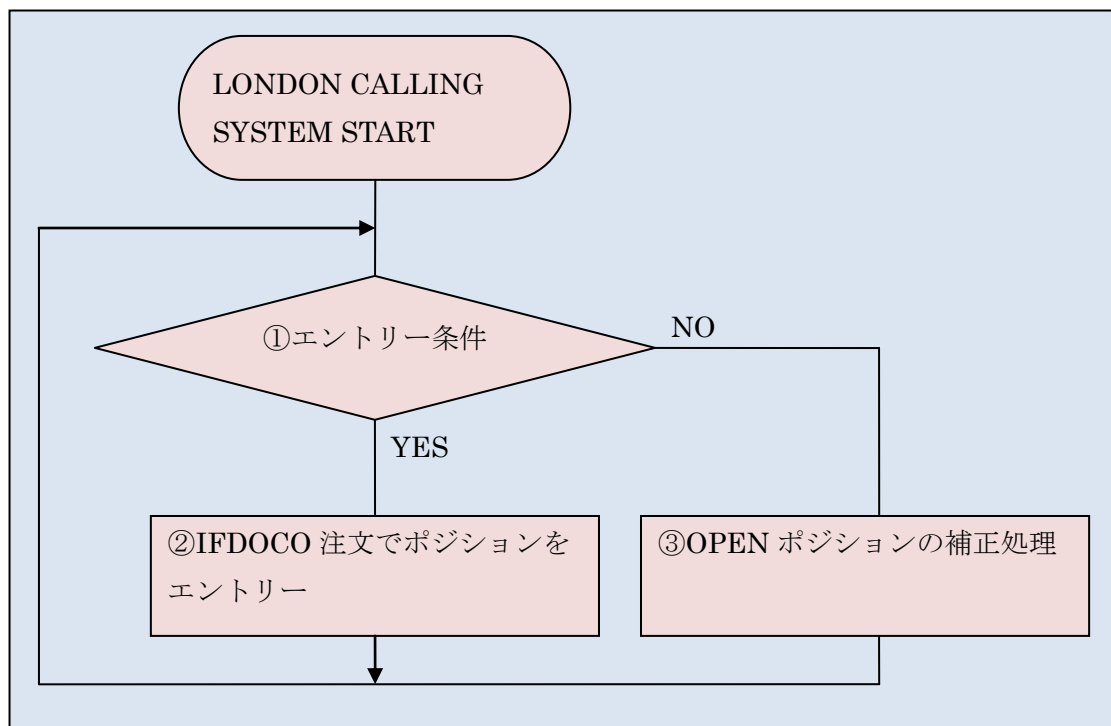 LONDON CALLING
SYSTEM START
①エントリー条件
NO
YES
②IFDOCO 注文でポジションを
エントリー
③OPEN ポジションの補正処理